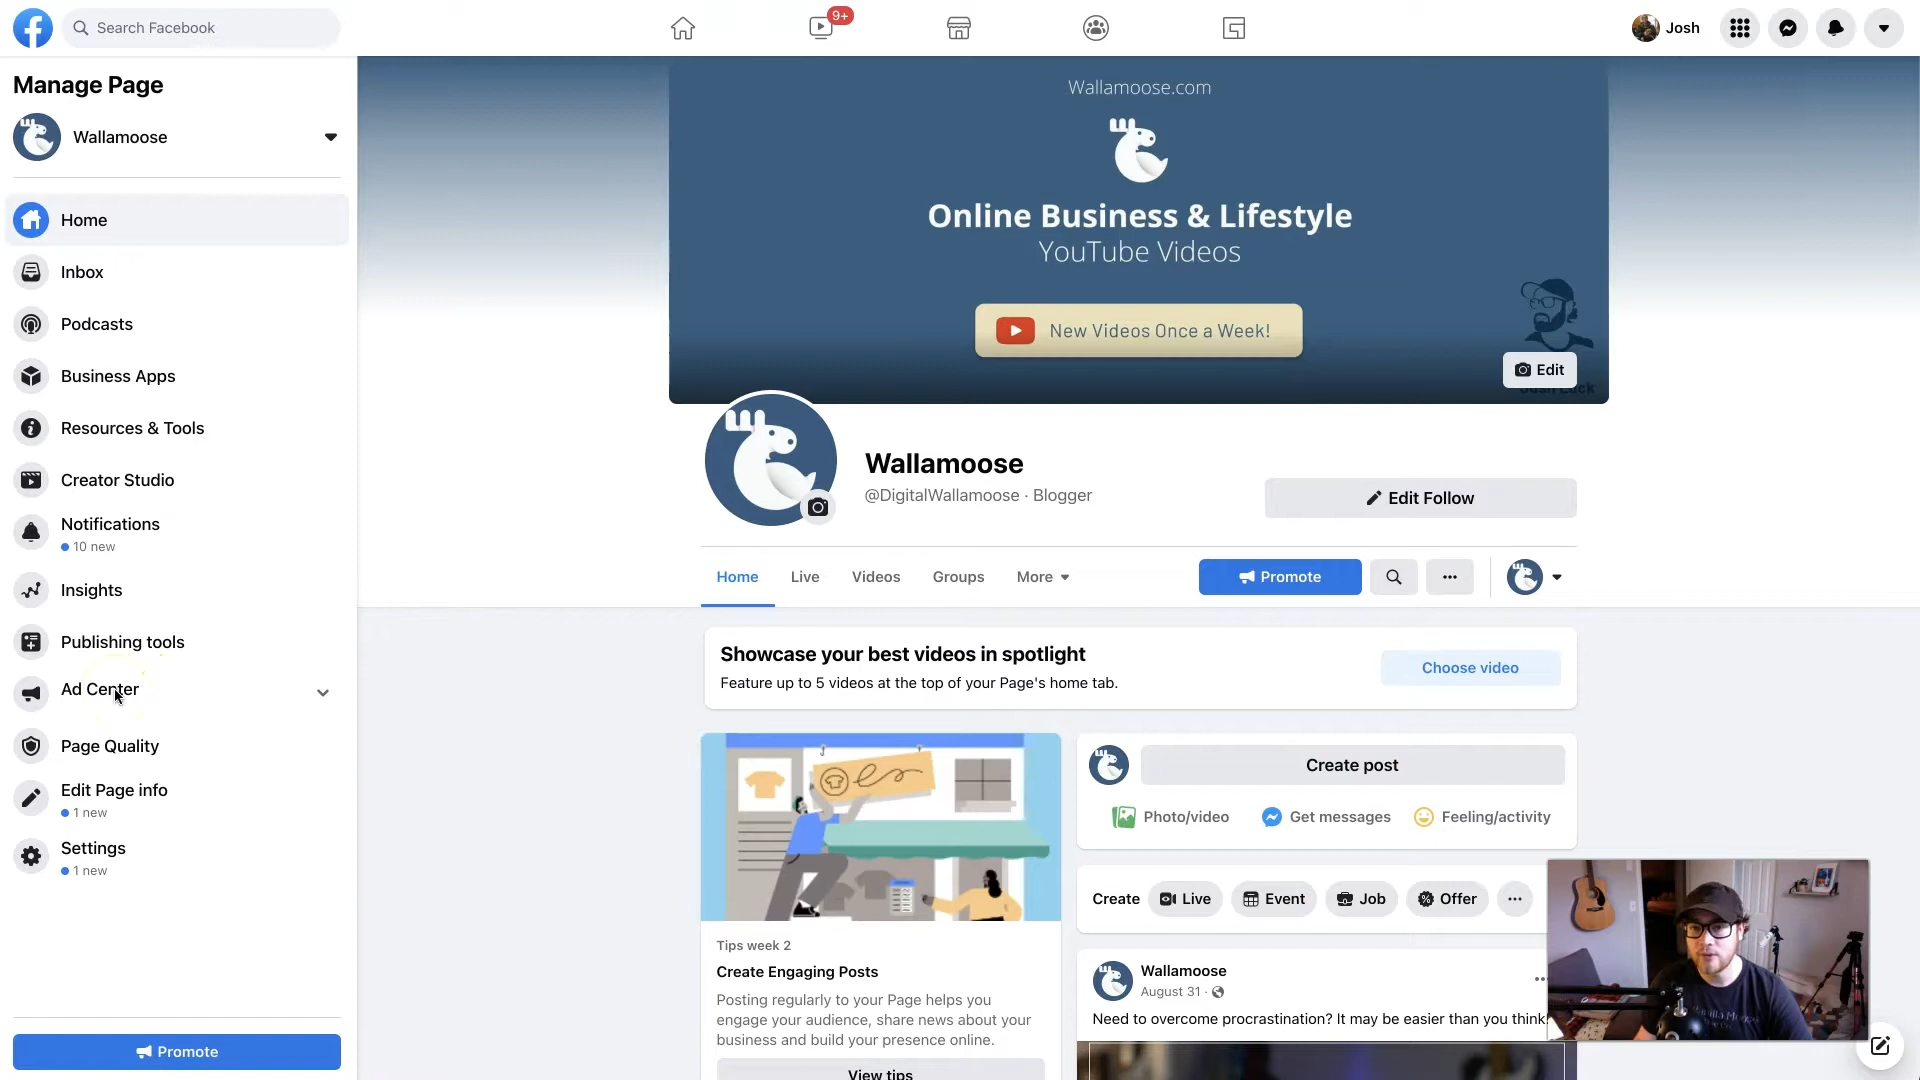 Search Facebook
9+
Josh
Manage Page
Wallamoose
Home
Inbox
Podcasts
Business Apps
Resources & Tools
Creator Studio
Notifications
10 new
Insights
Publishing tools
Ad Center
Page Quality
Edit Page info
1 new
Settings
1 new
Promote
Wallamoose.com
Online Business & Lifestyle
YouTube Videos
New Videos Once a Week!
Edit
Wallamoose
@DigitalWallamoose · Blogger
Edit Follow
Home
Live
Videos
Groups
More
Promote
Showcase your best videos in spotlight
Feature up to 5 videos at the top of your Page's home tab.
Choose video
Tips week 2
Create Engaging Posts
Posting regularly to your Page helps you
engage your audience, share news about your
business and build your presence online.
View tips
Create post
Photo/video
Get messages
Feeling/activity
Create
Live
Event
Job
Offer
Wallamoose
August 31 ·
Need to overcome procrastination? It may be easier than you think